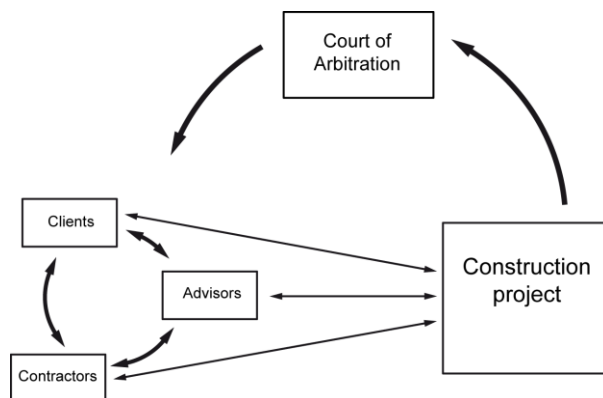 Court of
Arbitration
Clients
Construction
project
Advisors
Contractors